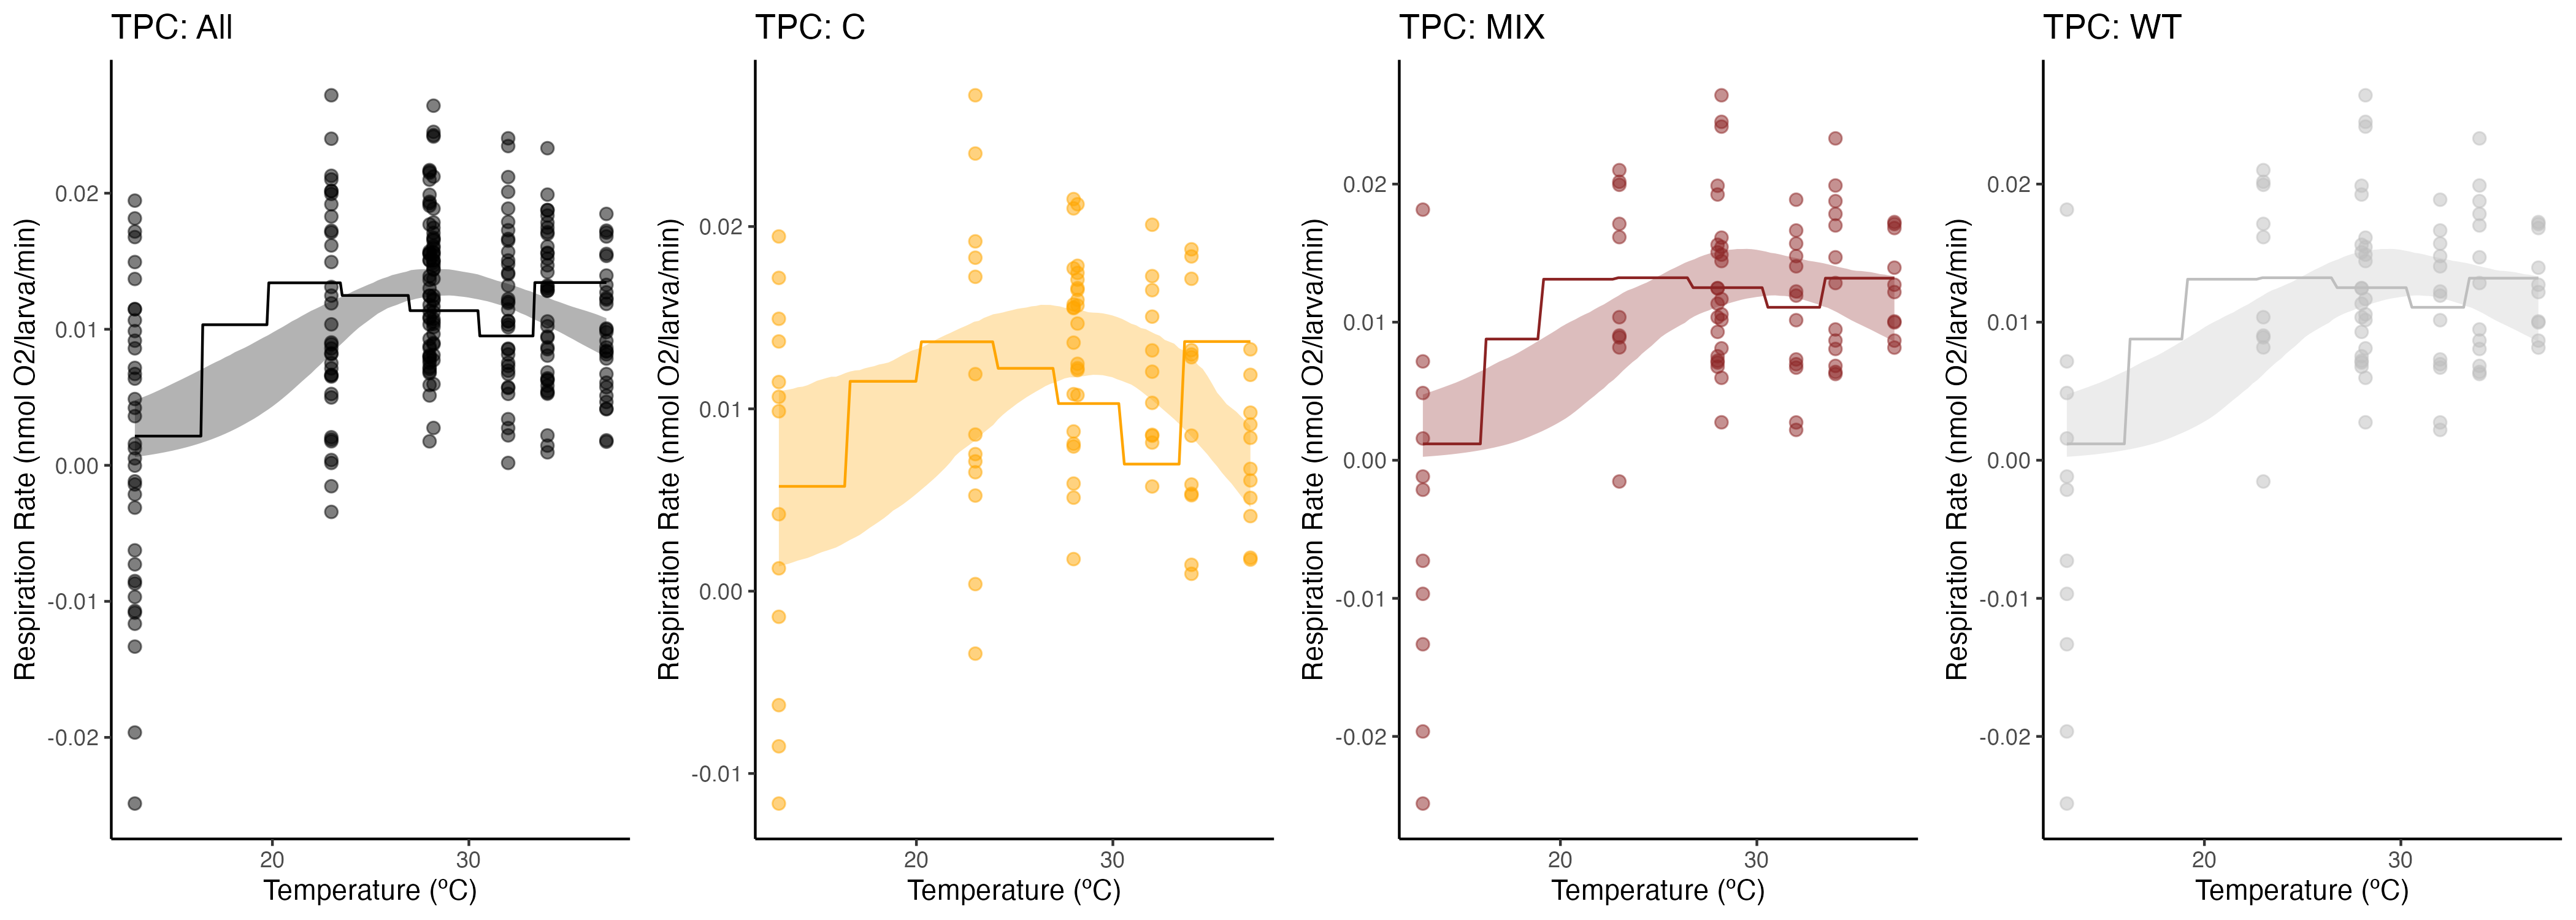 TPC: All
Respiration Rate (nmol O2/larva/min)
0.02
0.01
0.00
-0.01
-0.02
20
30
Temperature (ºC)
TPC: C
Respiration Rate (nmol O2/larva/min)
0.02
0.01
0.00
-0.01
20
30
Temperature (ºC)
TPC: MIX
Respiration Rate (nmol O2/larva/min)
0.02
0.01
0.00
-0.01
-0.02
20
30
Temperature (ºC)
TPC: WT
Respiration Rate (nmol O2/larva/min)
0.02
0.01
0.00
-0.01
-0.02
20
30
Temperature (ºC)